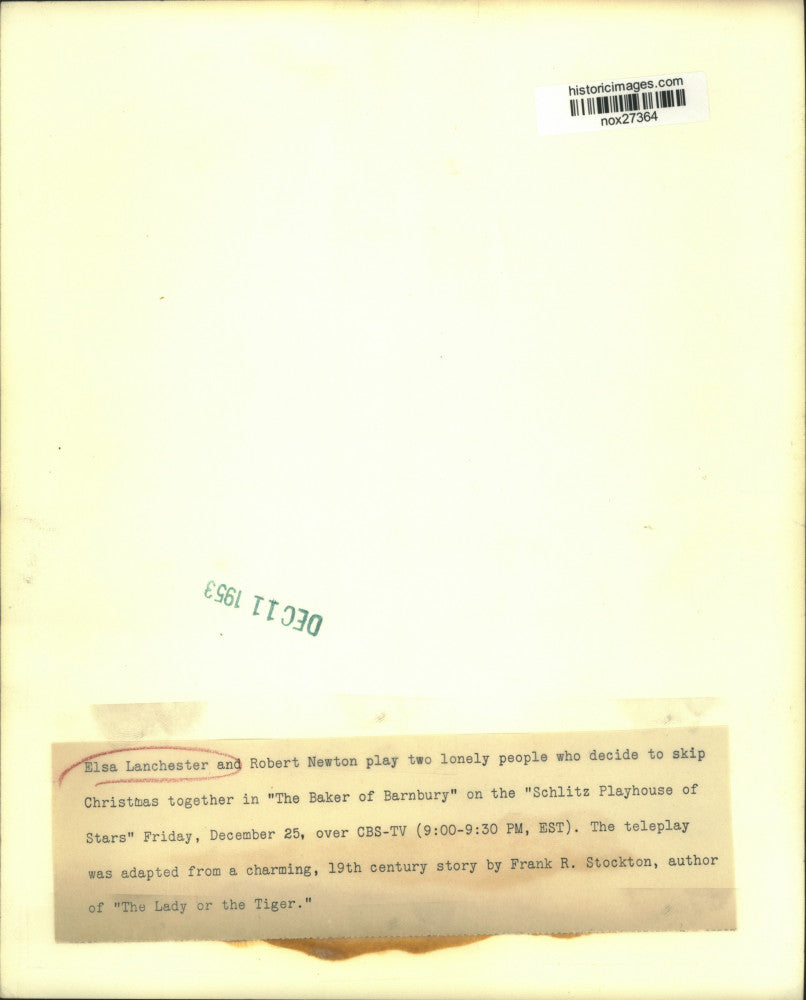 historicimages.com
nox27364
DEC 11 1953
Elsa Lanchester and Robert Newton play two lonely people who decide to skip
Christmas together in "The Baker of Barnbury" on the "Schlitz Playhouse of
Stars" Friday, December 25, over CBS-TV (9:00-9:30 PM, EST). The teleplay
was adapted from a charming, 19th century story by Frank R. Stockton, author
of "The Lady or the Tiger."